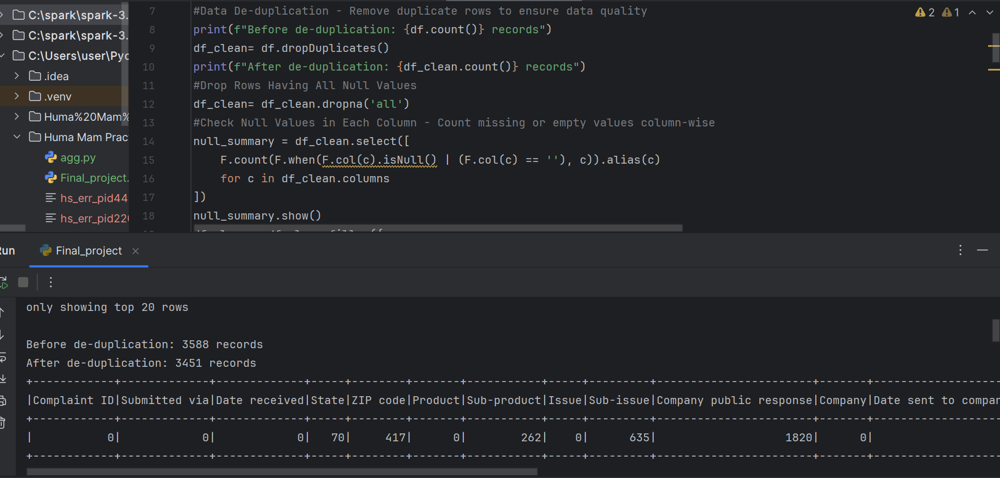 C:\spark\spark-3.
C:\spark\spark-3.
C:\Users\user\Pyc
.idea
.venv
Huma%20Mam%
Huma Mam Prac
agg.py
Final_project.
hs_err_pid44
hs_err_pid220
7 #Data De-duplication - Remove duplicate rows to ensure data quality
8 print(f"Before de-duplication: {df.count()} records")
9 df_clean= df.dropDuplicates()
10 print(f"After de-duplication: {df_clean.count()} records")
11 #Drop Rows Having All Null Values
12 df_clean= df_clean.dropna('all')
13 #Check Null Values in Each Column - Count missing or empty values column-wise
14 null_summary = df_clean.select([
15     F.count(F.when(F.col(c).isNull() | (F.col(c) == ''), c)).alias(c)
16     for c in df_clean.columns
17 ])
18 null_summary.show()
2 1
Run
Final_project
only showing top 20 rows
Before de-duplication: 3588 records
After de-duplication: 3451 records
+------------+-------------+-------------+-----+--------+-------+-----------+-----+---------+-----------------------+-------+-------------------
|Complaint ID|Submitted via|Date received|State|ZIP code|Product|Sub-product|Issue|Sub-issue|Company public response|Company|Date sent to compan
+------------+-------------+-------------+-----+--------+-------+-----------+-----+---------+-----------------------+-------+-------------------
|           0|            0|            0|   70|     417|      0|        262|    0|      635|                   1820|      0|
+------------+-------------+-------------+-----+--------+-------+-----------+-----+---------+-----------------------+-------+-------------------